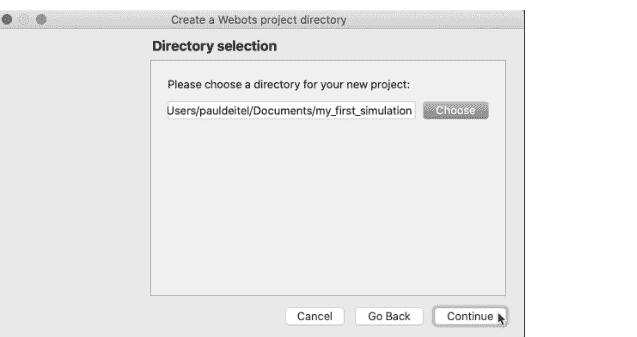 Create a Webots project directory
Directory selection
Please choose a directory for your new project:
Users/pauldeitel/Documents/my_first_simulation Choose
Cancel Go Back Continue